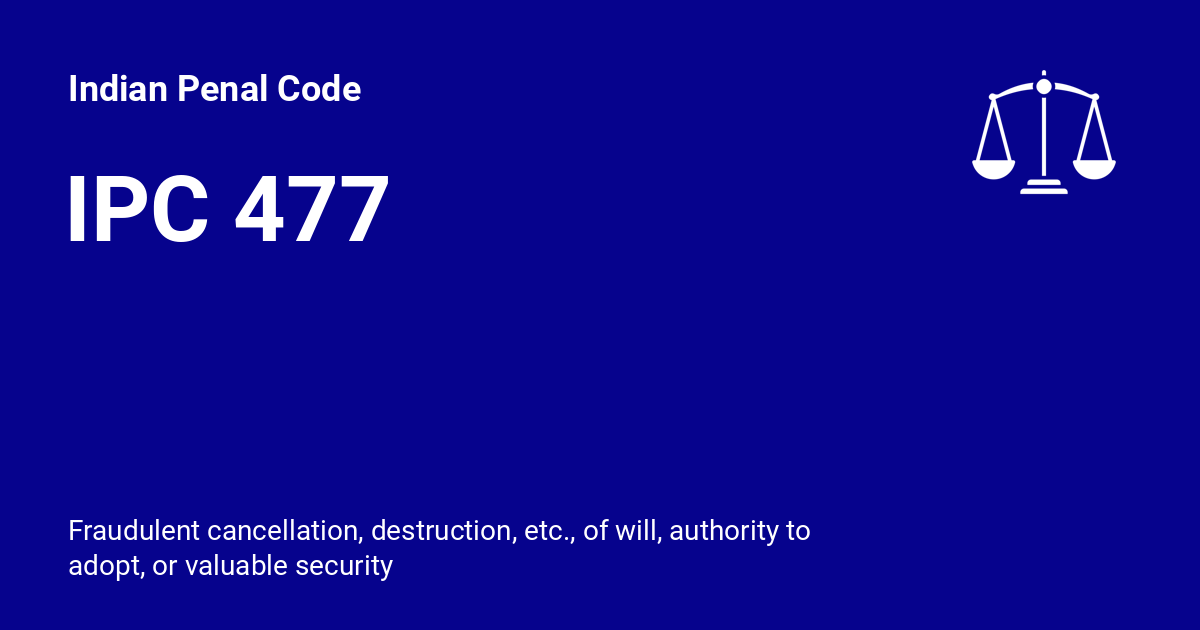 Indian Penal Code
IPC 477
Fraudulent cancellation, destruction, etc., of will, authority to
adopt, or valuable security